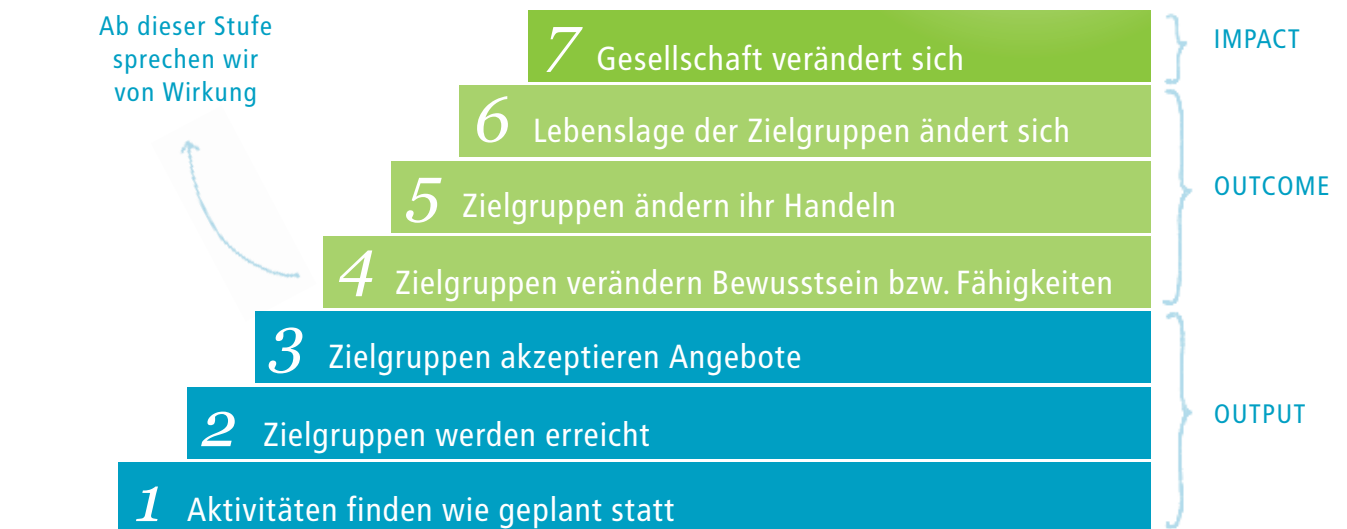 Ab dieser Stufe
sprechen wir
von Wirkung
7 Gesellschaft verändert sich
IMPACT
6 Lebenslage der Zielgruppen ändert sich
5 Zielgruppen ändern ihr Handeln
OUTCOME
4 Zielgruppen verändern Bewusstsein bzw. Fähigkeiten
3 Zielgruppen akzeptieren Angebote
2 Zielgruppen werden erreicht
OUTPUT
1 Aktivitäten finden wie geplant statt